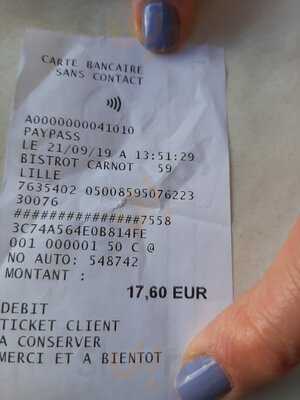 CARTE BANCAIRE
SANS CONTACT
A0000000041010
PAYPASS
LE 21/09/19 A 13:51:29
BISTROT CARNOT 59
LILLE
7635402 05008595076223
30076
###############7558
3C74A564E0B814FE
001 000001 50 C @
NO AUTO: 548742
MONTANT :
17,60 EUR
DEBIT
TICKET CLIENT
A CONSERVER
MERCI ET A BIENTOT